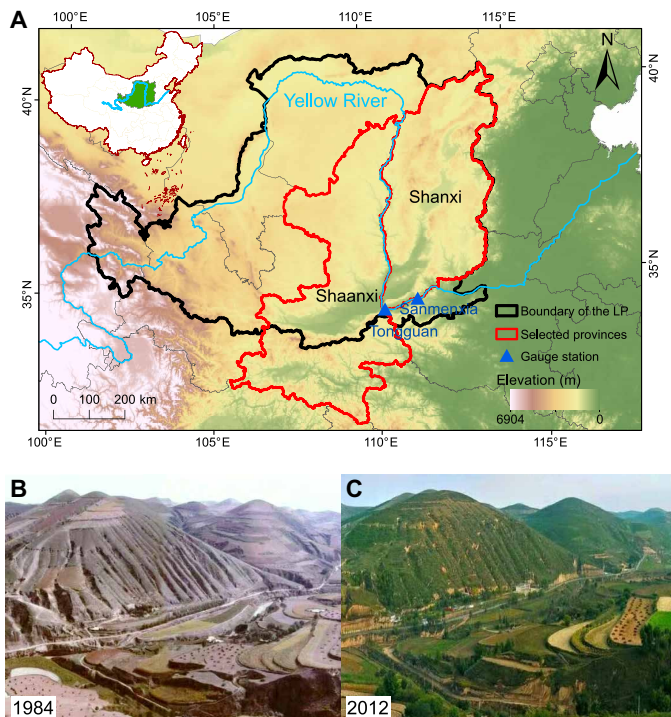 A
100°E
105°E
110°E
115°E
N
40°N
40°N
Yellow River
Shanxi
35°N
35°N
Shaanxi
Sanmenxia
Tongguan
Boundary of the LP
Selected provinces
Gauge station
Elevation (m)
6904
0
0
100
200 km
100°E
105°E
110°E
115°E
B
C
1984
2012